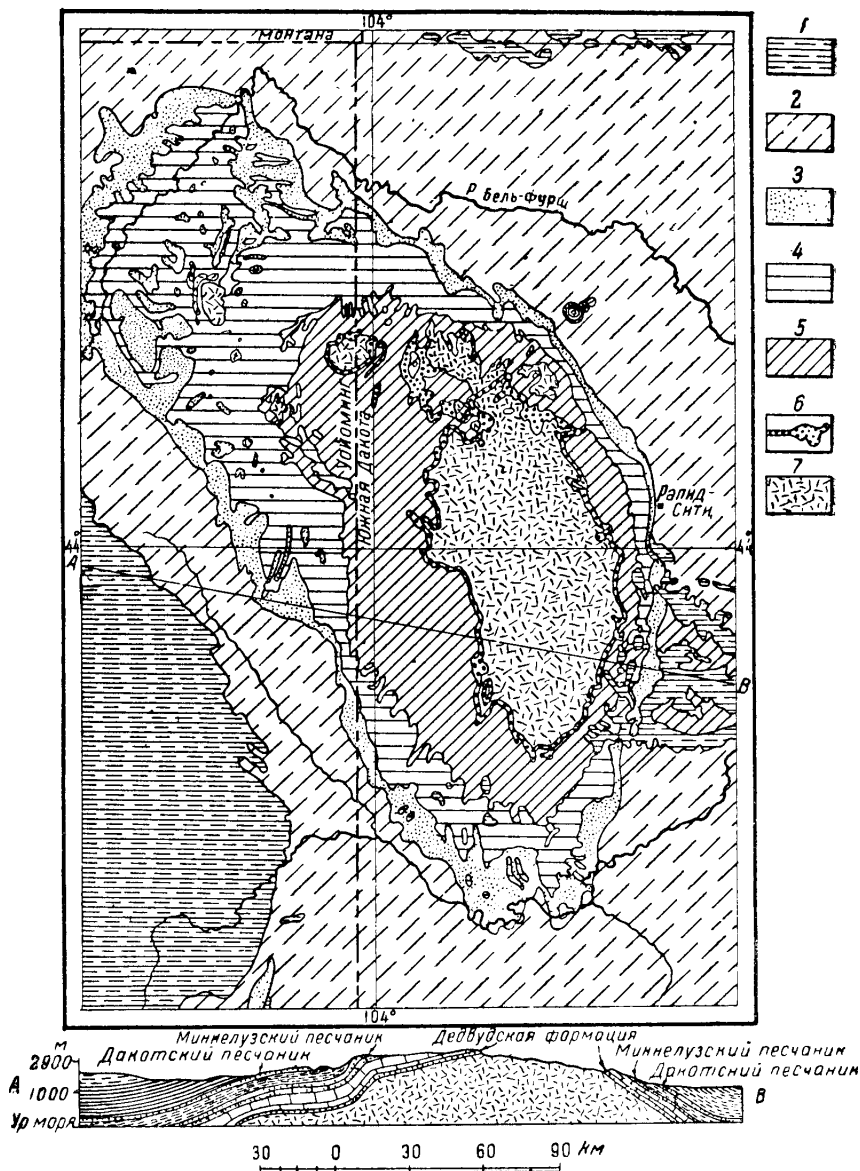 104°
Монтана
1
2
3
4
5
6
7
р. Бель-Фурш
Уайоминг
Южная Дакота
Рапид-
Сити
44°
44°
А
В
104°
м
2900
1000
Ур моря
А
В
Миннелузский песчаник
Дакотский песчаник
Дедвудская формация
Миннелузский песчаник
Дакотский песчаник
30 0 30 60 90 км